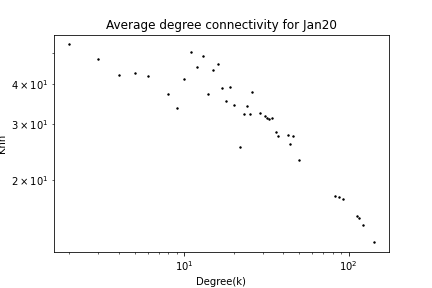 Average degree connectivity for Jan20
Knn
4 × 10¹
3 × 10¹
2 × 10¹
10¹
10²
Degree(k)